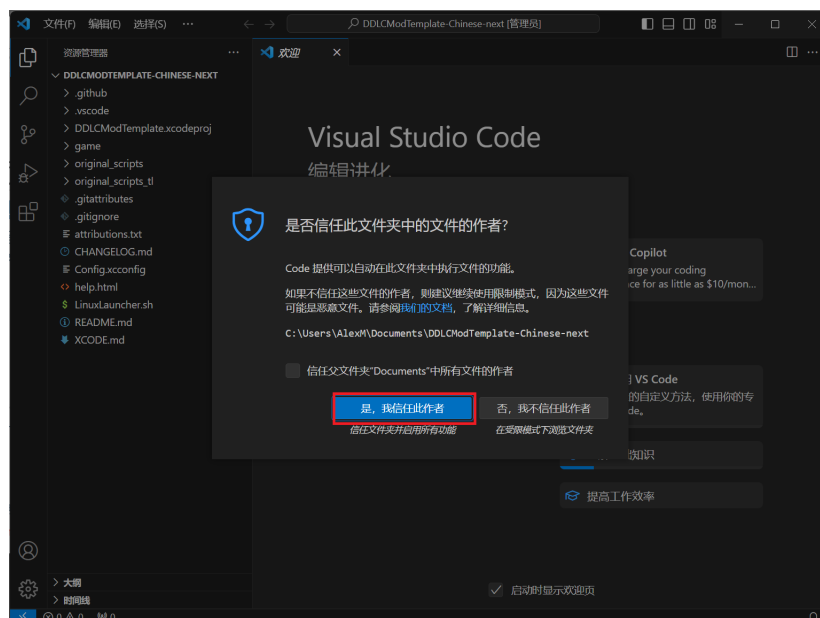 文件(F) 编辑(E) 选择(S) ··· DDLCModTemplate-Chinese-next [管理员]
资源管理器 ··· 欢迎
DDLCMODTEMPLATE-CHINESE-NEXT
.github
.vscode
DDLCModTemplate.xcodeproj
game
original_scripts
original_scripts_tl
.gitattributes
.gitignore
attributions.txt
CHANGELOG.md
Config.xcconfig
help.html
LinuxLauncher.sh
README.md
XCODE.md
大纲
时间线
Visual Studio Code
编辑进化
是否信任此文件夹中的文件的作者?
Code 提供可以自动在此文件夹中执行文件的功能。
如果不信任这些文件的作者，则建议继续使用限制模式，因为这些文件
可能是恶意文件。请参阅我们的文档，了解详细信息。
C:\Users\AlexM\Documents\DDLCModTemplate-Chinese-next
信任父文件夹"Documents"中所有文件的作者
是，我信任此作者 否，我不信任此作者
信任文件夹并启用所有功能 在受限模式下浏览文件夹
Copilot
arge your coding
ce for as little as $10/mon...
VS Code
的自定义方法，使用你的专
de。
知识
提高工作效率
启动时显示欢迎页
0 0 0